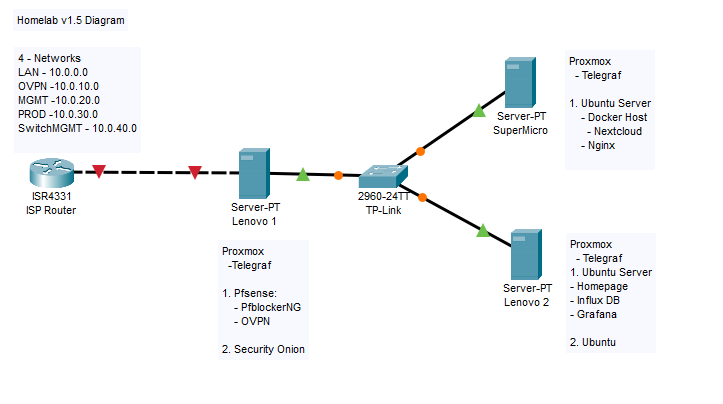 Homelab v1.5 Diagram
4 - Networks
LAN - 10.0.0.0
OVPN -10.0.10.0
MGMT -10.0.20.0
PROD -10.0.30.0
SwitchMGMT - 10.0.40.0
ISR4331
ISP Router
Server-PT
Lenovo 1
Proxmox
-Telegraf
1. Pfsense:
- PfblockerNG
- OVPN
2. Security Onion
2960-24TT
TP-Link
Server-PT
SuperMicro
Proxmox
- Telegraf
1. Ubuntu Server
- Docker Host
- Nextcloud
- Nginx
Server-PT
Lenovo 2
Proxmox
- Telegraf
1. Ubuntu Server
- Homepage
- Influx DB
- Grafana
2. Ubuntu